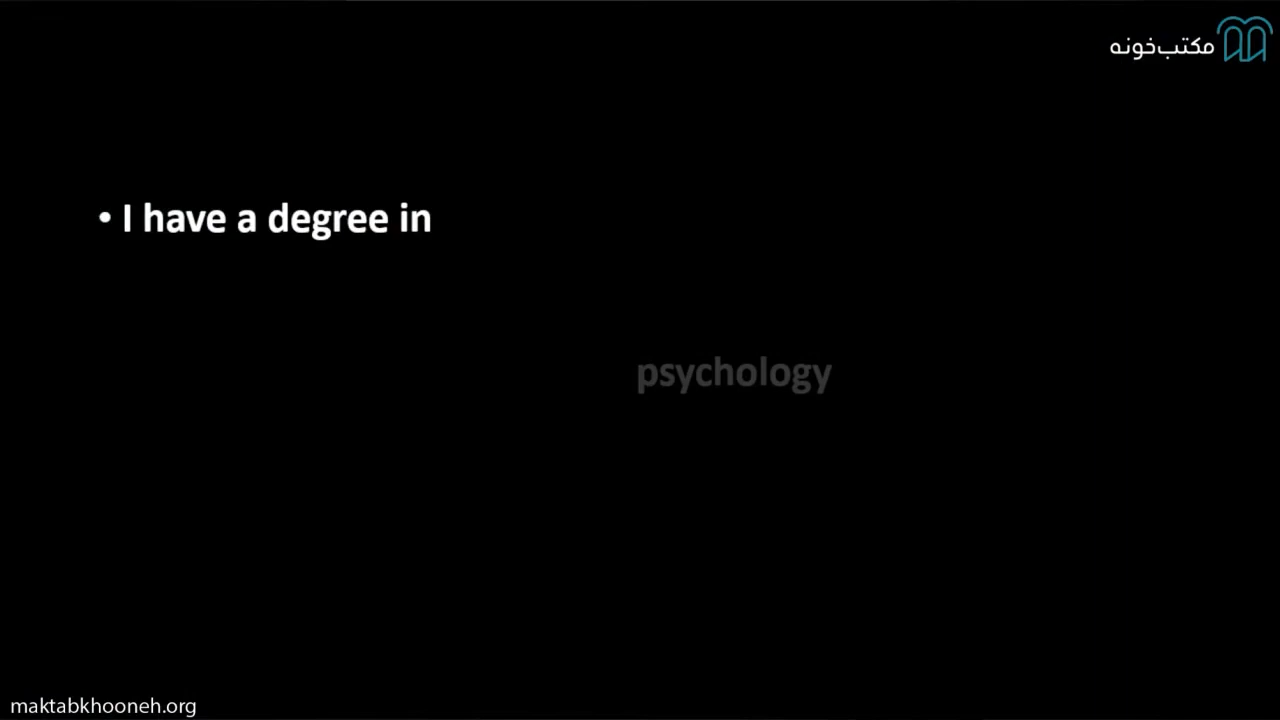 مکتب‌خونه
• I have a degree in
psychology
maktabkhooneh.org